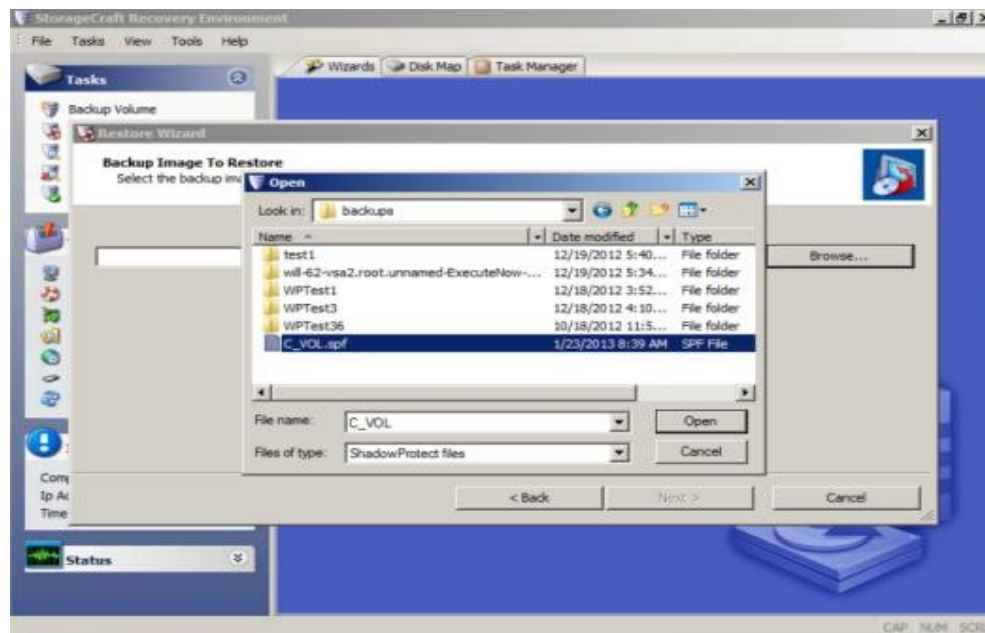 StorageCraft Recovery Environment
File Tasks View Tools Help
Wizards Disk Map Task Manager
Tasks
Backup Volume
Restore Wizard
Backup Image To Restore
Select the backup
Open
Look in: backups
Name Date modified Type
test1 12/19/2012 5:40... File folder
will-62-vsa2.root.unnamed-ExecuteNow-... 12/19/2012 5:34... File folder
WPTest1 12/18/2012 3:52... File folder
WPTest3 12/18/2012 4:10... File folder
WPTest36 10/18/2012 11:5... File folder
C_VOL.spf 1/23/2013 8:39 AM SPF File
Browse...
File name: C_VOL Open
Files of type: ShadowProtect files Cancel
Ip
Time
< Back Next > Cancel
Status
CAP NUM SCR